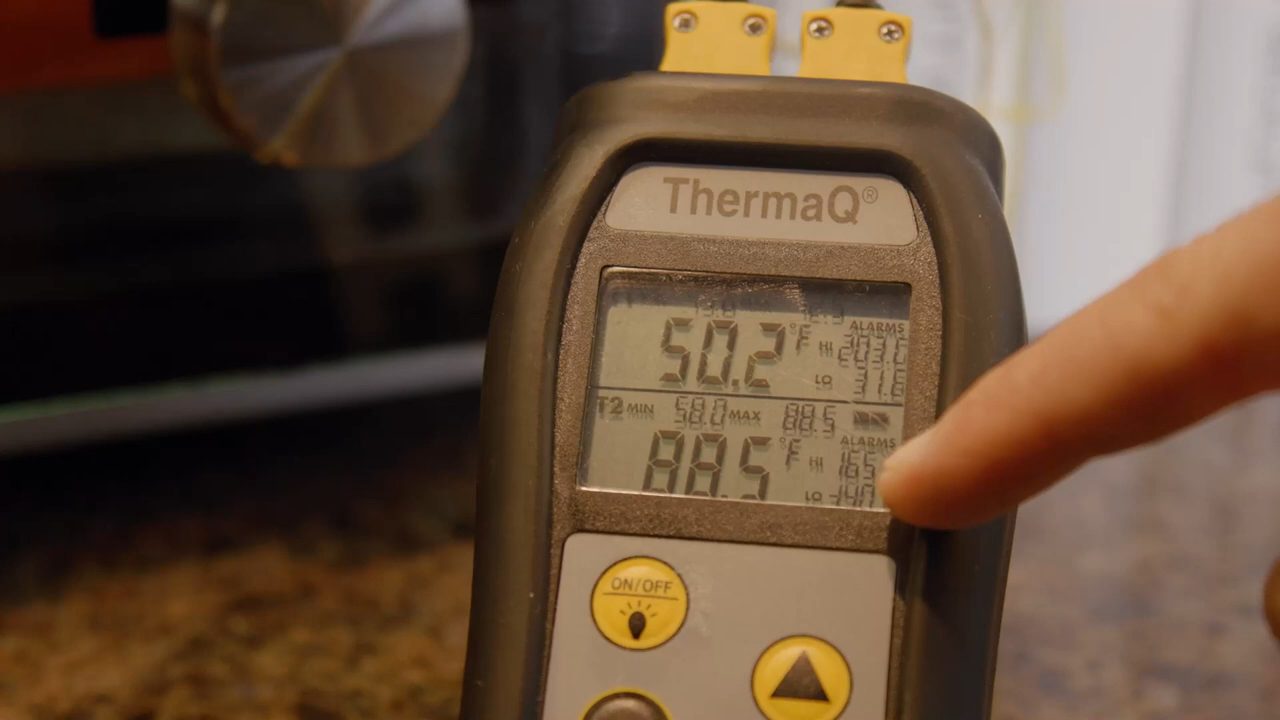 ThermaQ®
ALARMS
50.2°F HI
LO 31.6
T2 MIN 58.0 MAX 88.5
ALARMS
88.5°F HI 165
LO
ON/OFF